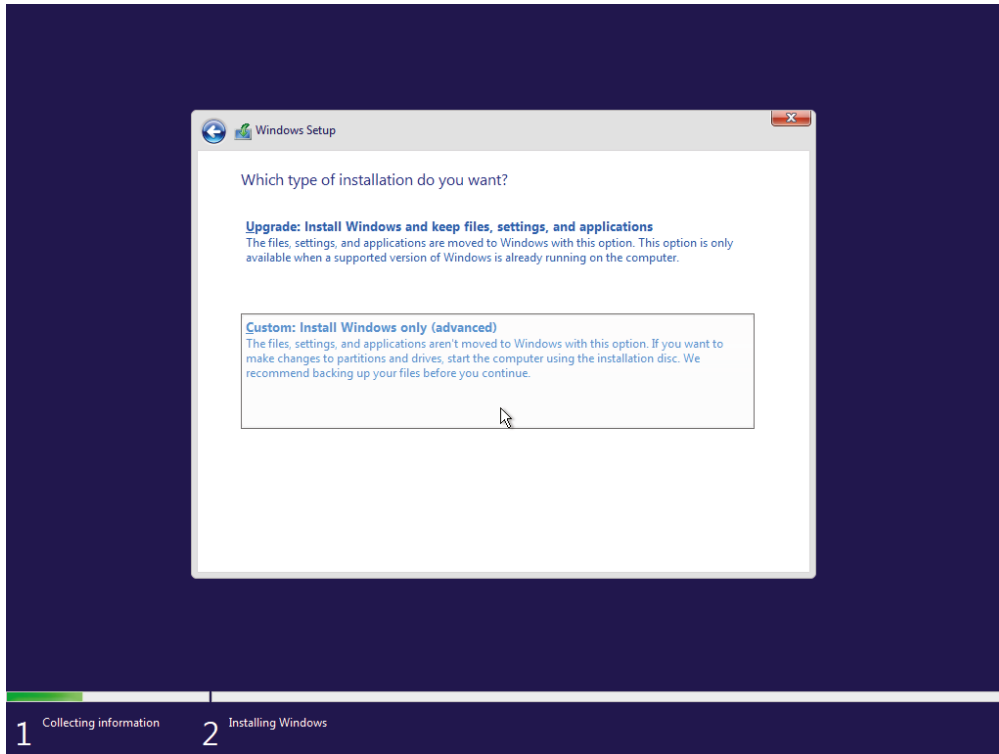 Windows Setup
Which type of installation do you want?
Upgrade: Install Windows and keep files, settings, and applications
The files, settings, and applications are moved to Windows with this option. This option is only
available when a supported version of Windows is already running on the computer.
Custom: Install Windows only (advanced)
The files, settings, and applications aren't moved to Windows with this option. If you want to
make changes to partitions and drives, start the computer using the installation disc. We
recommend backing up your files before you continue.
1 Collecting information 2 Installing Windows